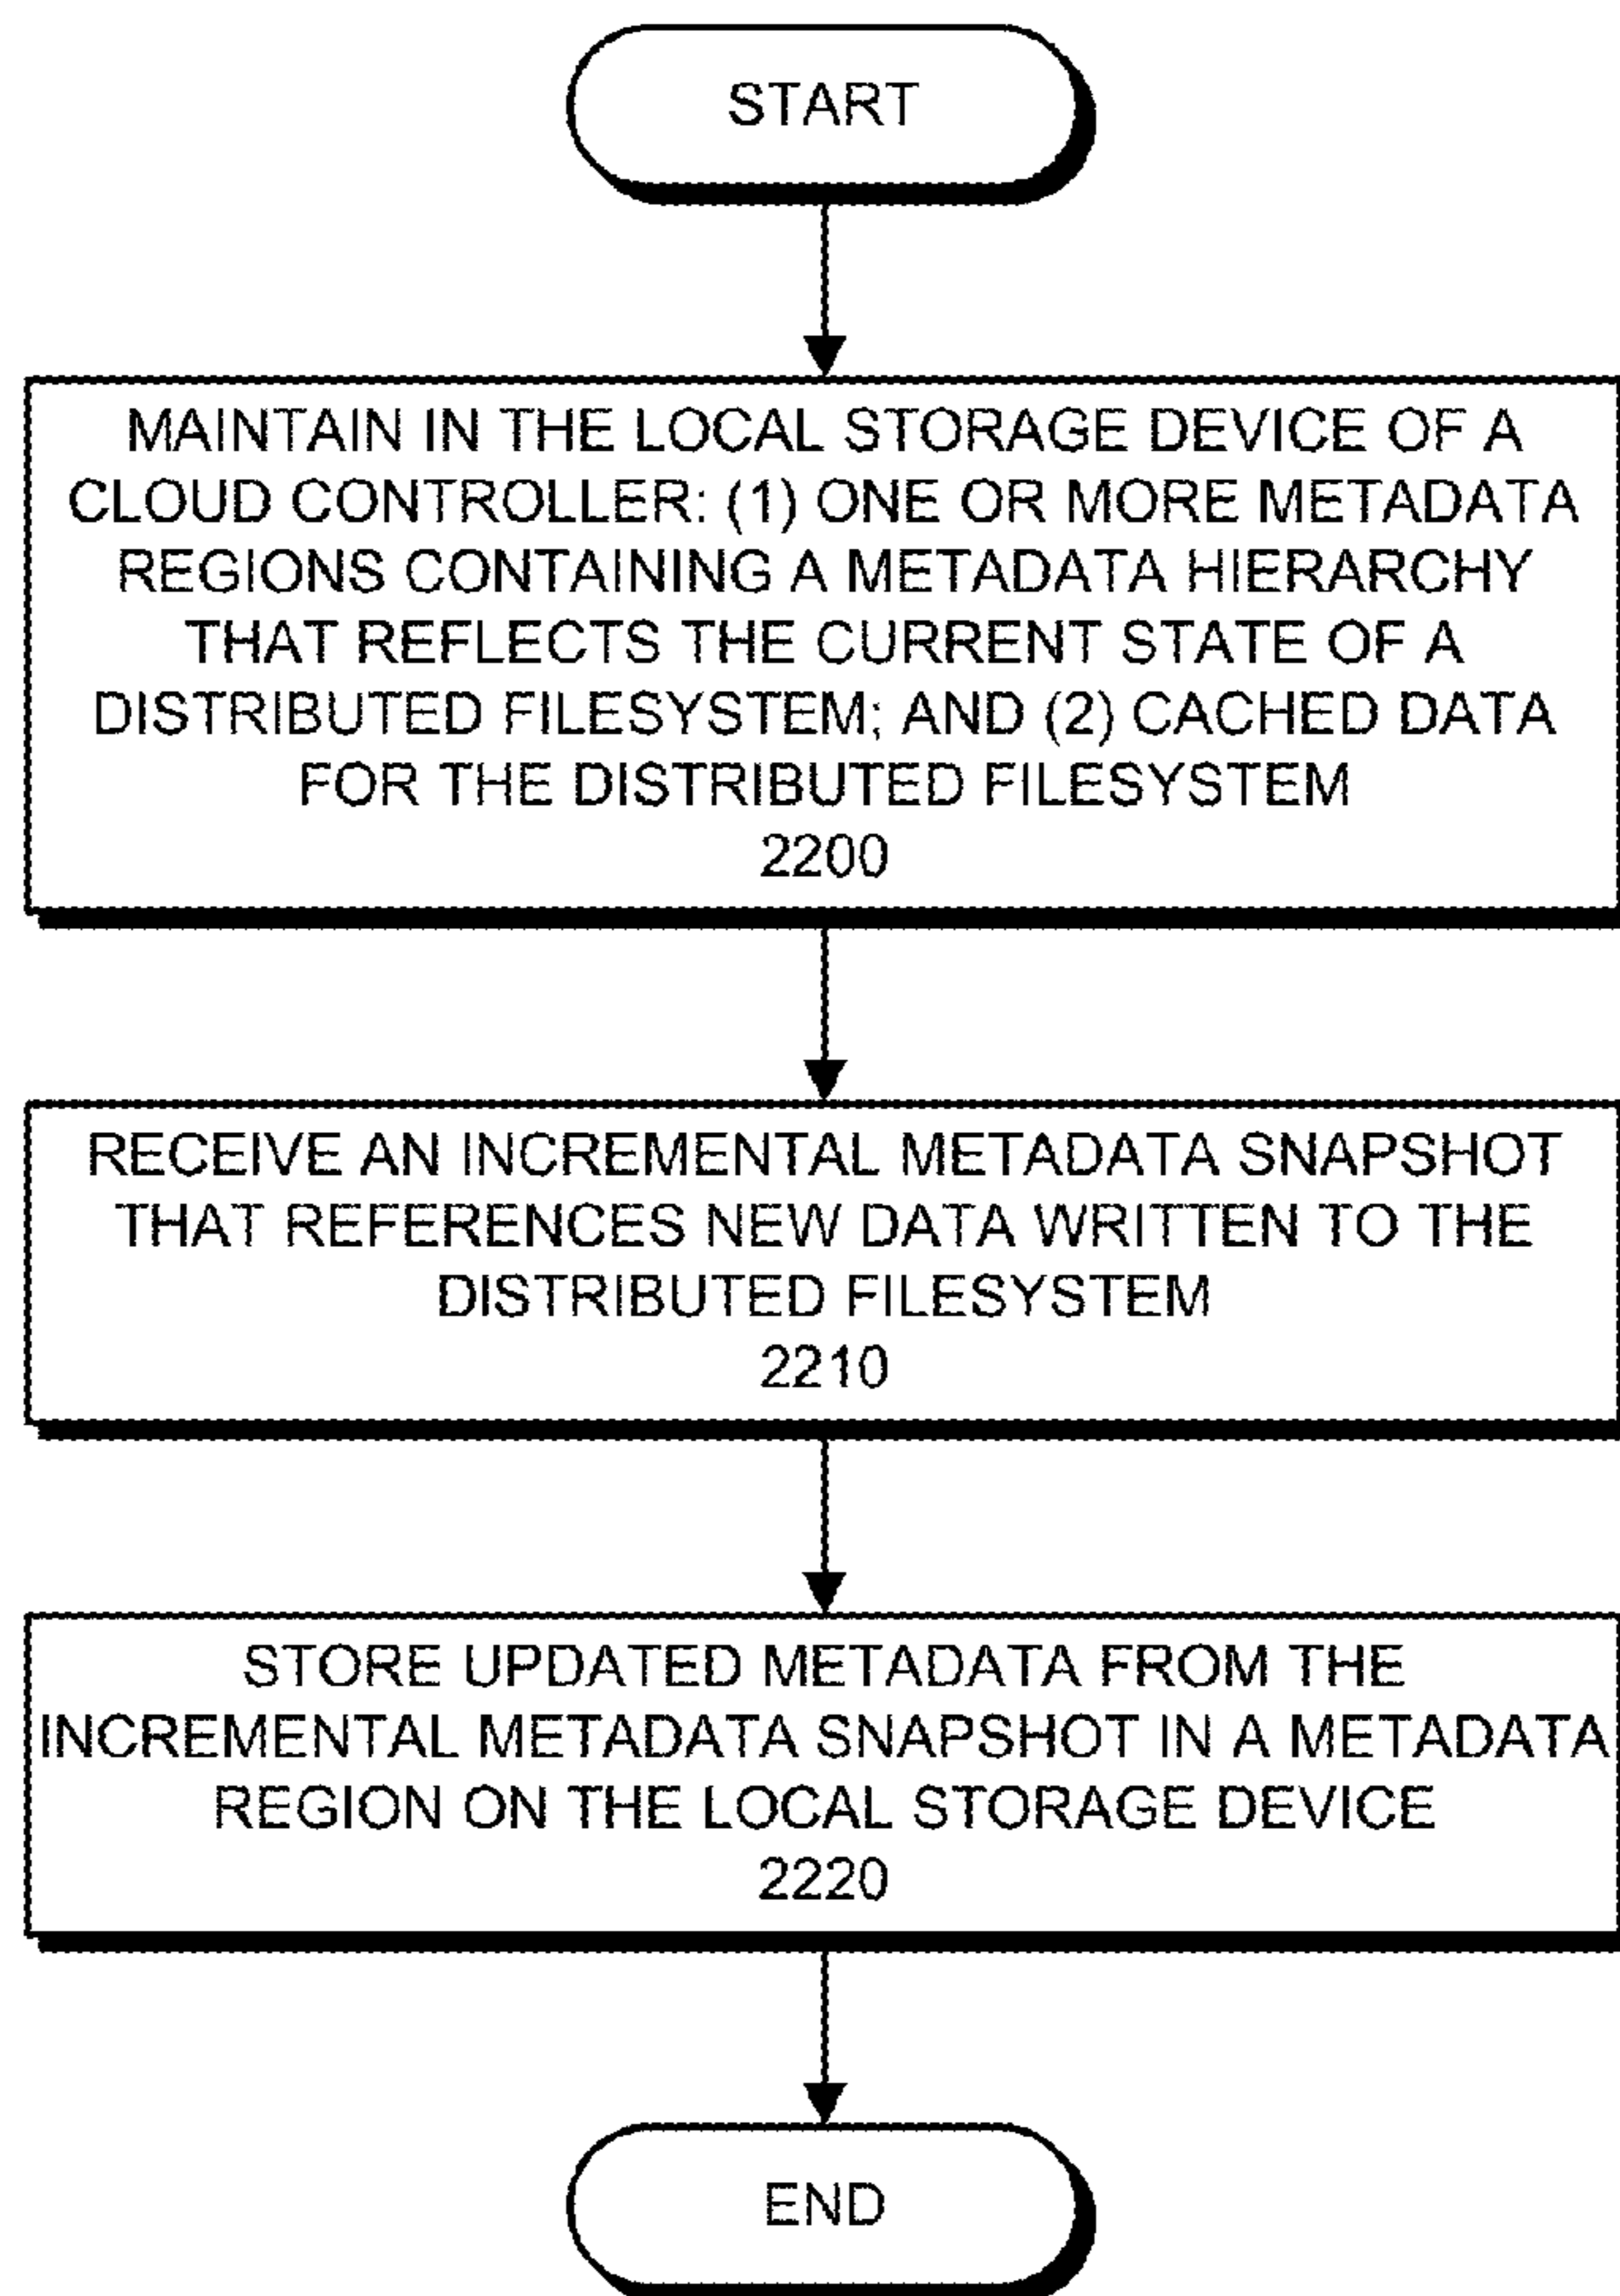 START
MAINTAIN IN THE LOCAL STORAGE DEVICE OF A
CLOUD CONTROLLER: (1) ONE OR MORE METADATA
REGIONS CONTAINING A METADATA HIERARCHY
THAT REFLECTS THE CURRENT STATE OF A
DISTRIBUTED FILESYSTEM; AND (2) CACHED DATA
FOR THE DISTRIBUTED FILESYSTEM
2200
RECEIVE AN INCREMENTAL METADATA SNAPSHOT
THAT REFERENCES NEW DATA WRITTEN TO THE
DISTRIBUTED FILESYSTEM
2210
STORE UPDATED METADATA FROM THE
INCREMENTAL METADATA SNAPSHOT IN A METADATA
REGION ON THE LOCAL STORAGE DEVICE
2220
END